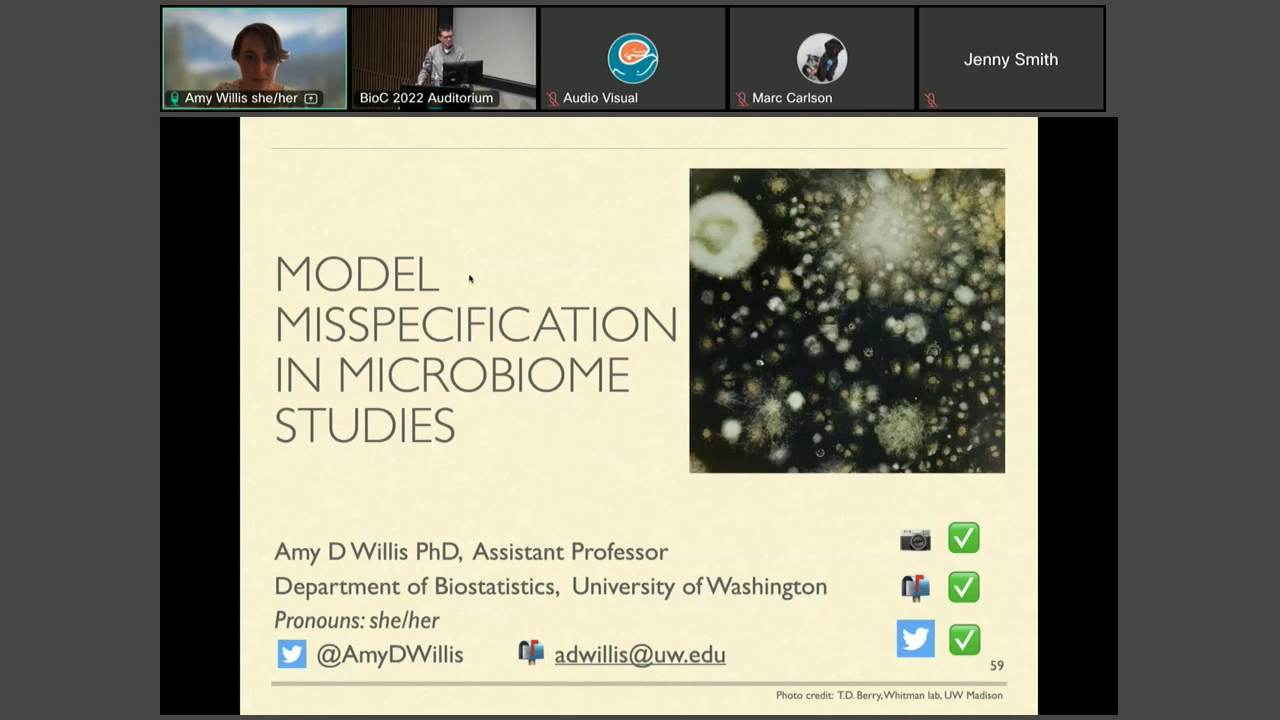 Amy Willis she/her
BioC 2022 Auditorium
Audio Visual
Marc Carlson
Jenny Smith
MODEL
MISSPECIFICATION
IN MICROBIOME
STUDIES
Amy D Willis PhD, Assistant Professor
Department of Biostatistics, University of Washington
Pronouns: she/her
@AmyDWillis adwillis@uw.edu
59
Photo credit: T.D. Berry, Whitman lab, UW Madison